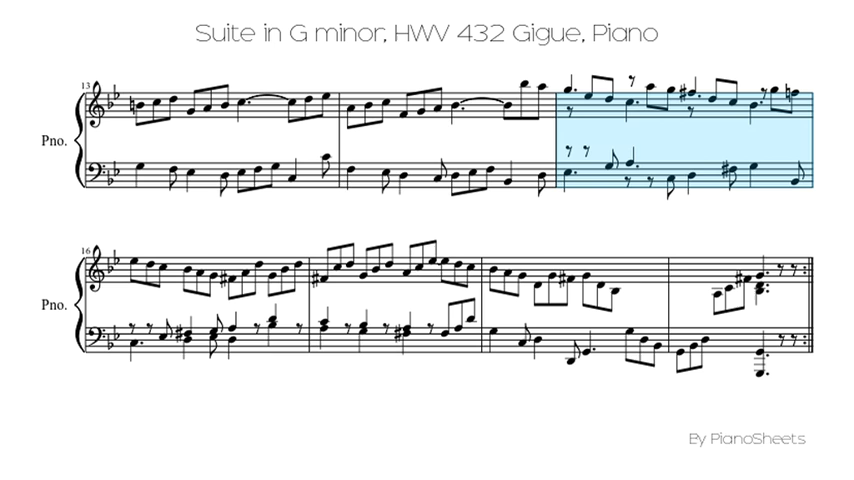 Suite in G minor, HWV 432 Gigue, Piano
13
Pno.
16
Pno.
By PianoSheets